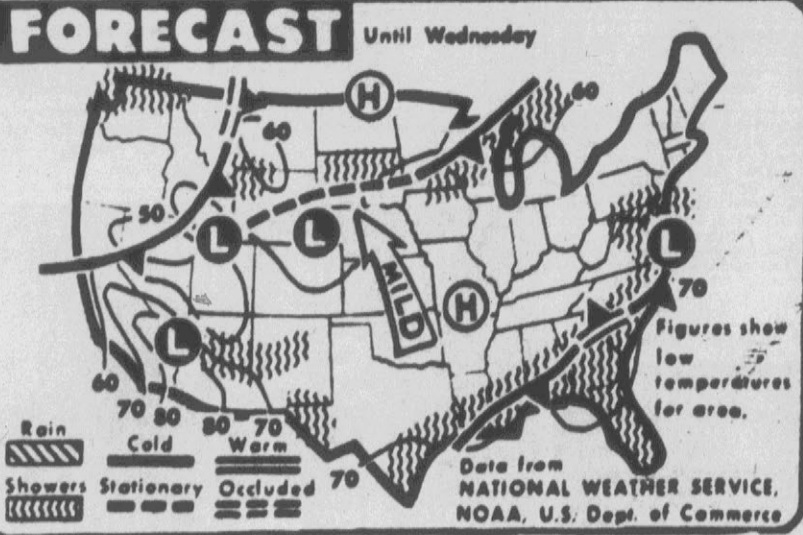 FORECAST
Until Wednesday
H
60
60
50
L
L
MILD
H
L
70
L
60
70
80
80
70
70
Figures show
low
temperatures
for area.
Rain
Cold
Warm
Showers
Stationary
Occluded
Data from
NATIONAL WEATHER SERVICE,
NOAA, U.S. Dept. of Commerce